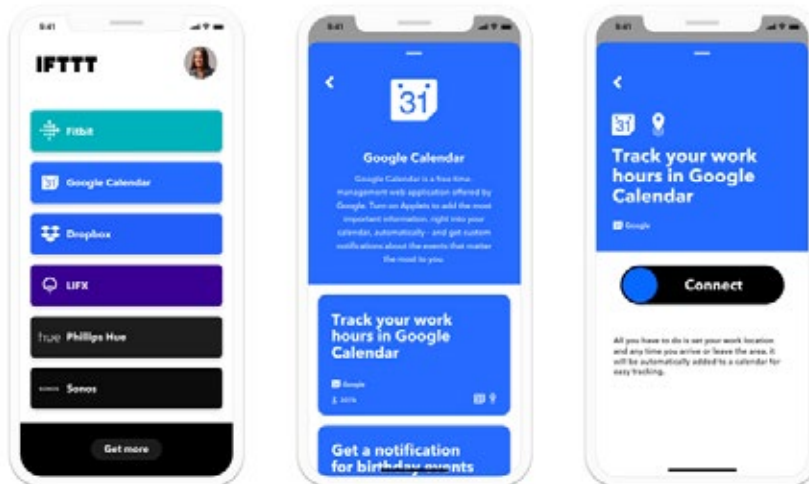 9:41
IFTTT
Fitbit
31 Google Calendar
Dropbox
LIFX
hue Phillips Hue
SONOS Sonos
Get more
9:41
31
Google Calendar
Google Calendar is a free time
management web application offered by
Google. Turn on Applets to add the most
important information, right into your
calendar, automatically - and get custom
notifications about the events that matter
the most to you.
Track your work
hours in Google
Calendar
Google
Get a notification
for birthday events
9:41
31
Track your work
hours in Google
Calendar
Google
Connect
All you have to do is set your work location
and any time you arrive or leave the area, it
will be automatically added to a calendar for
easy tracking.